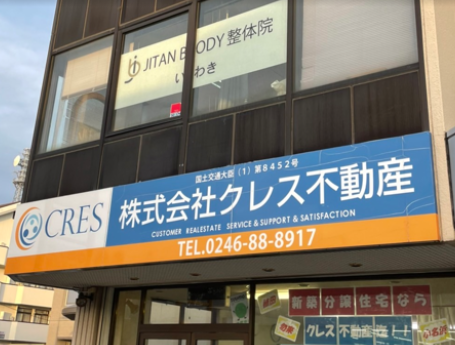 JITAN BODY 整体院
いわき
国土交通大臣(1)第8452号
CRES
株式会社クレス不動産
CUSTOMER REALESTATE SERVICE & SUPPORT & SATISFACTION
TEL.0246-88-8917
新築分譲住宅なら
クレス不動産へ!!